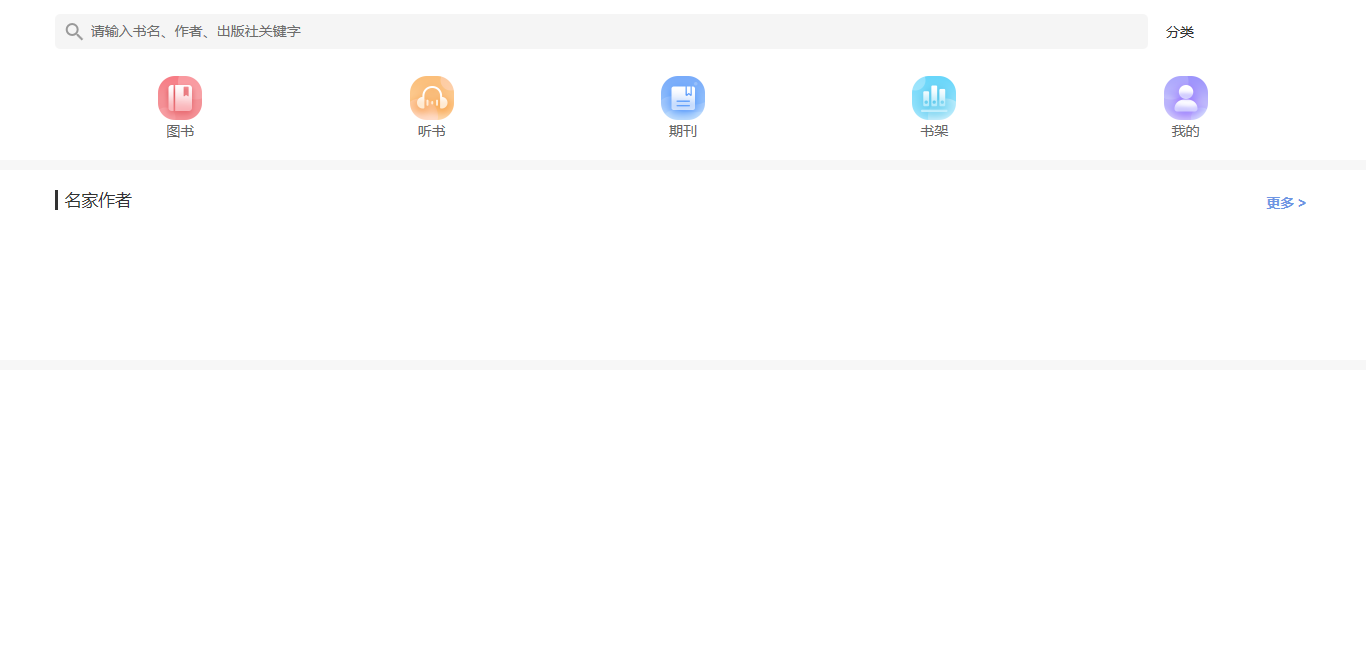 请输入书名、作者、出版社关键字
分类
图书
听书
期刊
书架
我的
名家作者
更多 >